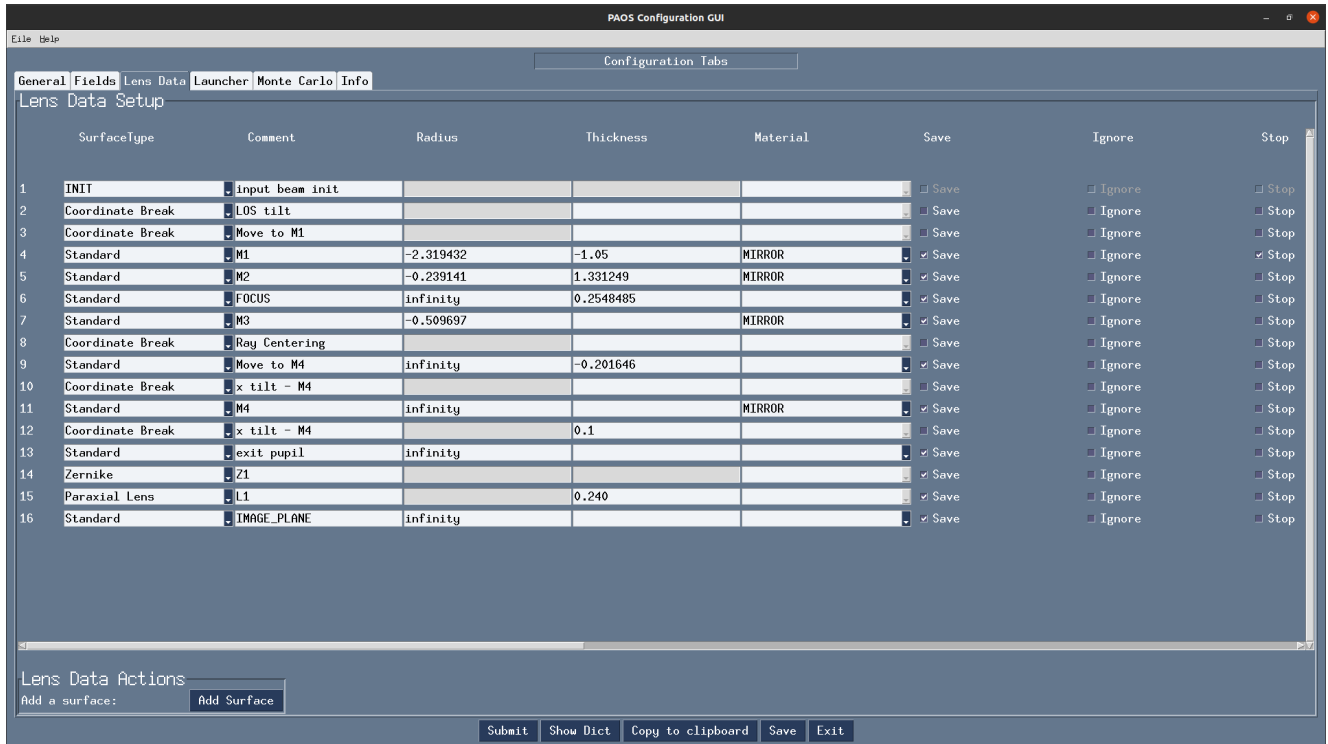 PAOS Configuration GUI
File Help
Configuration Tabs
General Fields Lens Data Launcher Monte Carlo Info
Lens Data Setup
SurfaceType Comment Radius Thickness Material Save Ignore Stop
1 INIT input beam init Save Ignore Stop
2 Coordinate Break LOS tilt Save Ignore Stop
3 Coordinate Break Move to M1 Save Ignore Stop
4 Standard M1 -2.319432 -1.05 MIRROR Save Ignore Stop
5 Standard M2 -0.239141 1.331249 MIRROR Save Ignore Stop
6 Standard FOCUS infinity 0.2548485 Save Ignore Stop
7 Standard M3 -0.509697 MIRROR Save Ignore Stop
8 Coordinate Break Ray Centering Save Ignore Stop
9 Standard Move to M4 infinity -0.201646 Save Ignore Stop
10 Coordinate Break x tilt - M4 Save Ignore Stop
11 Standard M4 infinity MIRROR Save Ignore Stop
12 Coordinate Break x tilt - M4 0.1 Save Ignore Stop
13 Standard exit pupil infinity Save Ignore Stop
14 Zernike Z1 Save Ignore Stop
15 Paraxial Lens L1 0.240 Save Ignore Stop
16 Standard IMAGE_PLANE infinity Save Ignore Stop
Lens Data Actions
Add a surface: Add Surface
Submit Show Dict Copy to clipboard Save Exit